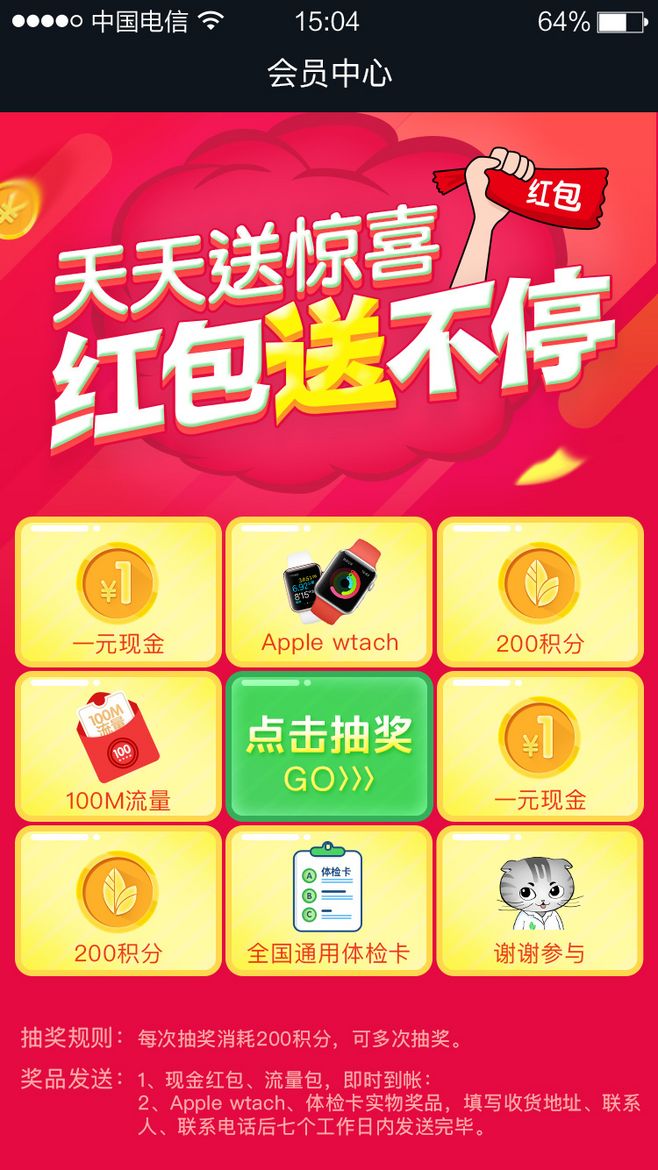 中国电信
15:04
64%
会员中心
红包
天天送惊喜
红包送不停
¥1
一元现金
Apple wtach
200积分
100M
流量
100
100M流量
点击抽奖
GO》》
¥1
一元现金
200积分
体检卡
A
B
C
全国通用体检卡
谢谢参与
抽奖规则：每次抽奖消耗200积分，可多次抽奖。
奖品发送：1、现金红包、流量包，即时到帐：
2、Apple wtach、体检卡实物奖品，填写收货地址、联系
人、联系电话后七个工作日内发送完毕。